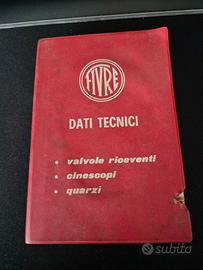 FIVRE
DATI TECNICI
• valvole riceventi
• cinescopi
• quarzi
subito